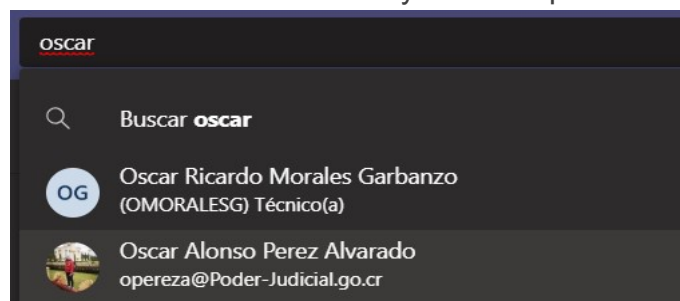 oscar
Buscar oscar
OG
Oscar Ricardo Morales Garbanzo
(OMORALESG) Técnico(a)
Oscar Alonso Perez Alvarado
opereza@Poder-Judicial.go.cr